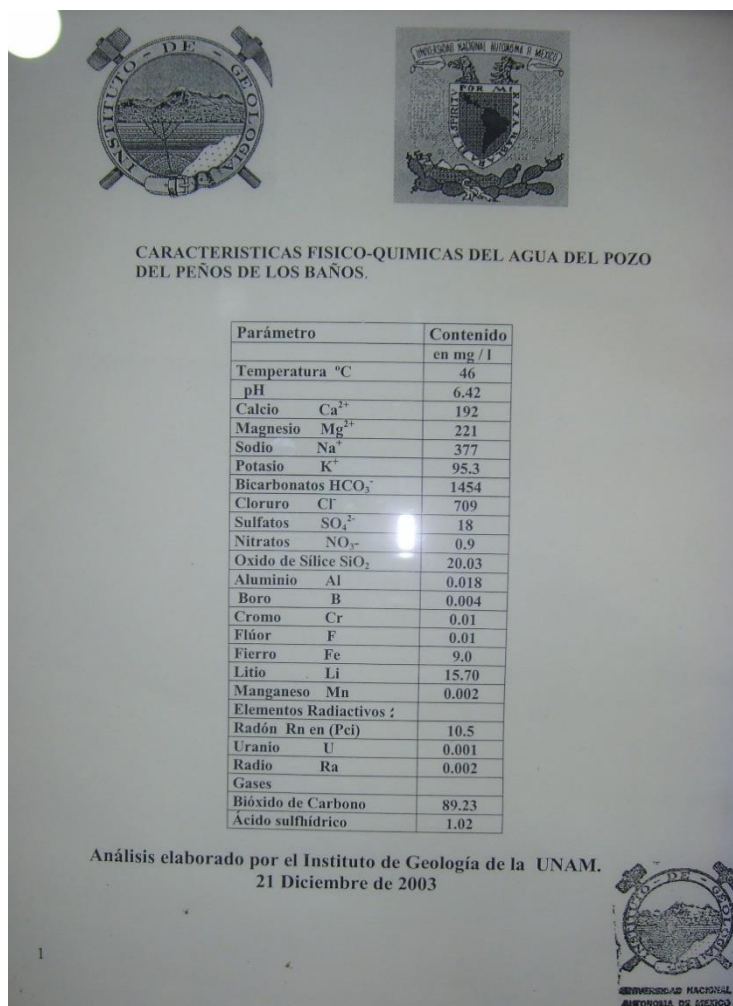 INSTITUTO - DE - GEOLOGIA
UNIVERSIDAD NACIONAL AUTONOMA D MEXICO
POR MI RAZA HABLARA EL ESPIRITU
CARACTERISTICAS FISICO-QUIMICAS DEL AGUA DEL POZO
DEL PEÑOS DE LOS BAÑOS.
Parámetro Contenido
en mg / l
Temperatura ºC 46
pH 6.42
Calcio Ca²⁺ 192
Magnesio Mg²⁺ 221
Sodio Na⁺ 377
Potasio K⁺ 95.3
Bicarbonatos HCO₃⁻ 1454
Cloruro Cl⁻ 709
Sulfatos SO₄²⁻ 18
Nitratos NO₃- 0.9
Oxido de Sílice SiO₂ 20.03
Aluminio Al 0.018
Boro B 0.004
Cromo Cr 0.01
Flúor F 0.01
Fierro Fe 9.0
Litio Li 15.70
Manganeso Mn 0.002
Elementos Radiactivos :
Radón Rn en (Pci) 10.5
Uranio U 0.001
Radio Ra 0.002
Gases
Bióxido de Carbono 89.23
Ácido sulfhídrico 1.02
Análisis elaborado por el Instituto de Geología de la UNAM.
21 Diciembre de 2003
1
INSTITUTO - DE - GEOLOGIA
UNIVERSIDAD NACIONAL
AUTONOMA DE MEXICO